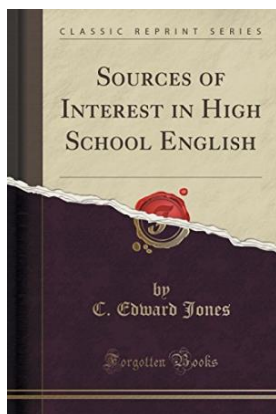 CLASSIC REPRINT SERIES
SOURCES OF
INTEREST IN HIGH
SCHOOL ENGLISH
by
C. Edward Jones
Forgotten Books